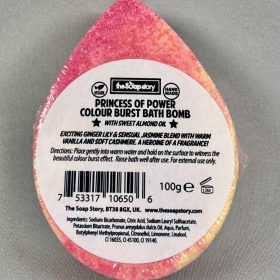 VEGAN
thesoapstory
HAND MADE
PRINCESS OF POWER
COLOUR BURST BATH BOMB
WITH SWEET ALMOND OIL
EXCITING GINGER LILY & SENSUAL JASMINE BLEND WITH WARM
VANILLA AND SOFT CASHMERE. A HEROINE OF A FRAGRANCE!
Directions: Place gently into warm water and hold on the surface to witness the
beautiful colour burst effect. Rinse bath well after use. For external use only.
100g e
12M
7 53317 10650 6
The Soap Story, BT38 8GX, UK. www.thesoapstory.com
Ingredients: Sodium Bicarbonate, Citric Acid, Sodium Lauryl Sulfoacetate,
Potassium Bitartrate, Prunus amygdalus dulcis Oil, Aqua, Parfum,
Butylphenyl Methylpropional, Citronellol, Limonene, Linalool,
CI 16035, CI 45100, CI 19140.